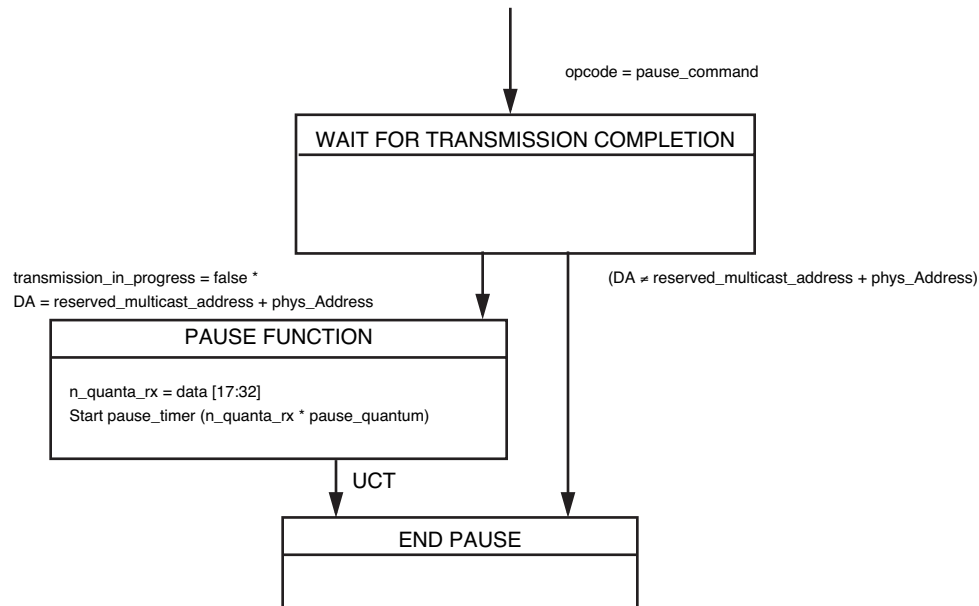 opcode = pause_command
WAIT FOR TRANSMISSION COMPLETION
transmission_in_progress = false *
DA = reserved_multicast_address + phys_Address
(DA ≠ reserved_multicast_address + phys_Address)
PAUSE FUNCTION
n_quanta_rx = data [17:32]
Start pause_timer (n_quanta_rx * pause_quantum)
UCT
END PAUSE